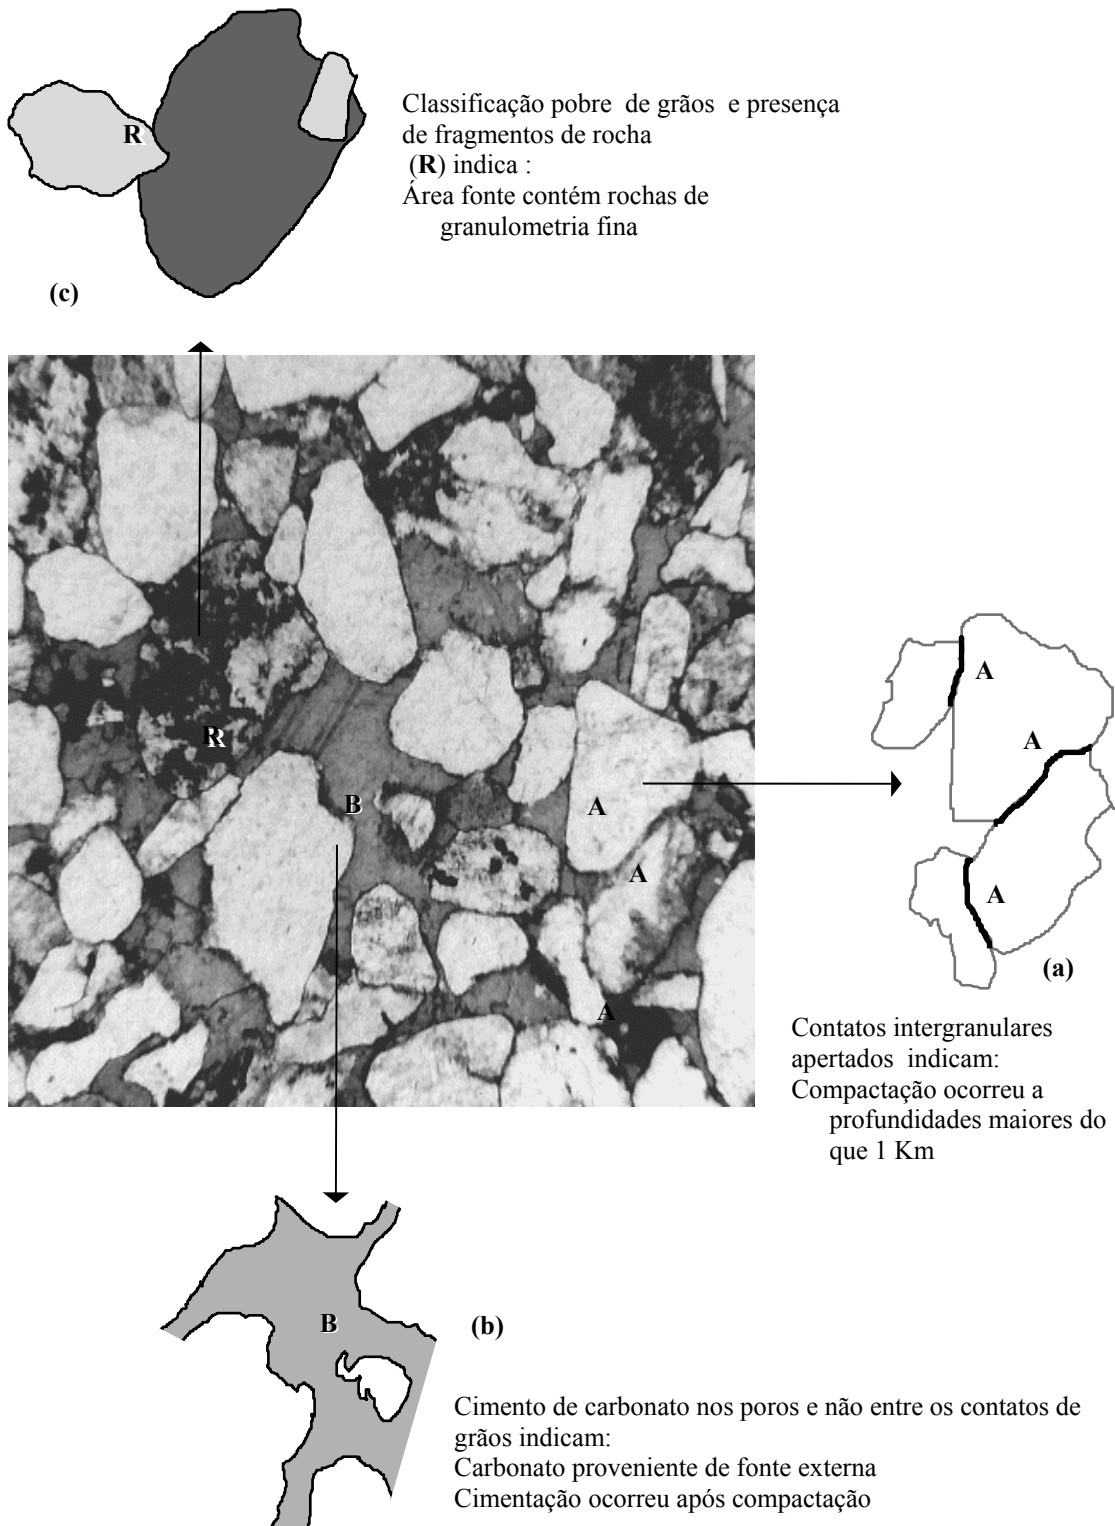 Classificação pobre de grãos e presença
de fragmentos de rocha
(R) indica :
Área fonte contém rochas de
granulometria fina
R
(c)
R
B
A
A
A
A
A
A
(a)
Contatos intergranulares
apertados indicam:
Compactação ocorreu a
profundidades maiores do
que 1 Km
B
(b)
Cimento de carbonato nos poros e não entre os contatos de
grãos indicam:
Carbonato proveniente de fonte externa
Cimentação ocorreu após compactação